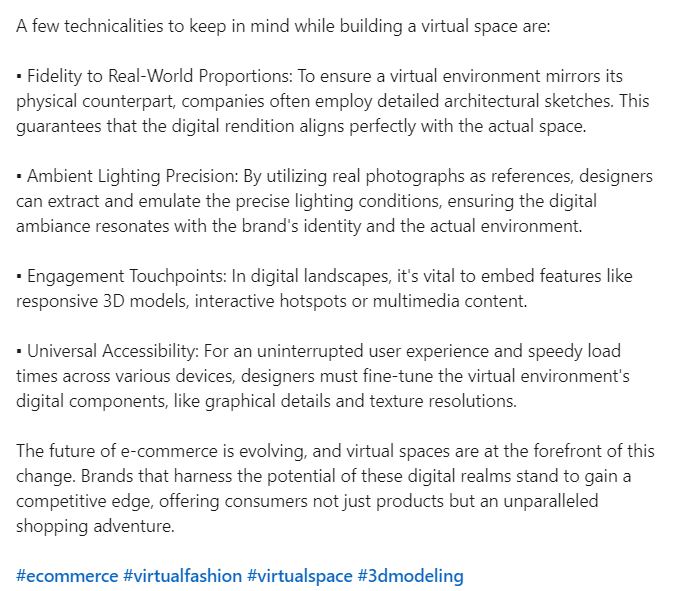 A few technicalities to keep in mind while building a virtual space are:
▪ Fidelity to Real-World Proportions: To ensure a virtual environment mirrors its
physical counterpart, companies often employ detailed architectural sketches. This
guarantees that the digital rendition aligns perfectly with the actual space.
▪ Ambient Lighting Precision: By utilizing real photographs as references, designers
can extract and emulate the precise lighting conditions, ensuring the digital
ambiance resonates with the brand's identity and the actual environment.
▪ Engagement Touchpoints: In digital landscapes, it's vital to embed features like
responsive 3D models, interactive hotspots or multimedia content.
▪ Universal Accessibility: For an uninterrupted user experience and speedy load
times across various devices, designers must fine-tune the virtual environment's
digital components, like graphical details and texture resolutions.
The future of e-commerce is evolving, and virtual spaces are at the forefront of this
change. Brands that harness the potential of these digital realms stand to gain a
competitive edge, offering consumers not just products but an unparalleled
shopping adventure.
#ecommerce #virtualfashion #virtualspace #3dmodeling